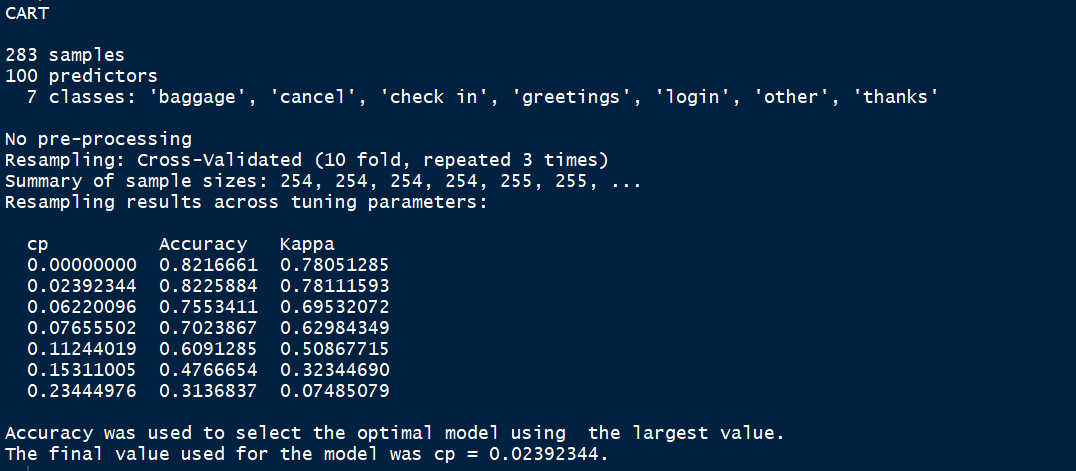 CART
283 samples
100 predictors
7 classes: 'baggage', 'cancel', 'check in', 'greetings', 'login', 'other', 'thanks'
No pre-processing
Resampling: Cross-Validated (10 fold, repeated 3 times)
Summary of sample sizes: 254, 254, 254, 254, 255, 255, ...
Resampling results across tuning parameters:
cp Accuracy Kappa
0.00000000 0.8216661 0.78051285
0.02392344 0.8225884 0.78111593
0.06220096 0.7553411 0.69532072
0.07655502 0.7023867 0.62984349
0.11244019 0.6091285 0.50867715
0.15311005 0.4766654 0.32344690
0.23444976 0.3136837 0.07485079
Accuracy was used to select the optimal model using  the largest value.
The final value used for the model was cp = 0.02392344.